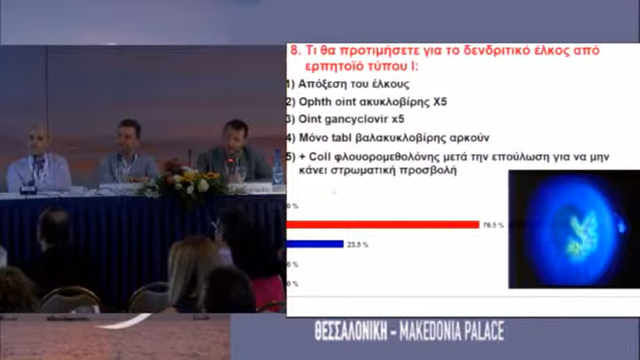 8. Τι θα προτιμήσετε για το δενδριτικό έλκος από
ερπητοϊό τύπου Ι:
1) Απόξεση του έλκους
2) Ophth oint ακυκλοβίρης Χ5
3) Oint gancyclovir x5
4) Μόνο tabl βαλακυκλοβίρης αρκούν
5) + Coll φλουορομεθολόνης μετά την επούλωση για να μην
κάνει στρωματική προσβολή
0 %
76.5 %
23.5 %
0 %
0 %
ΘΕΣΣΑΛΟΝΙΚΗ – MAKEDONIA PALACE